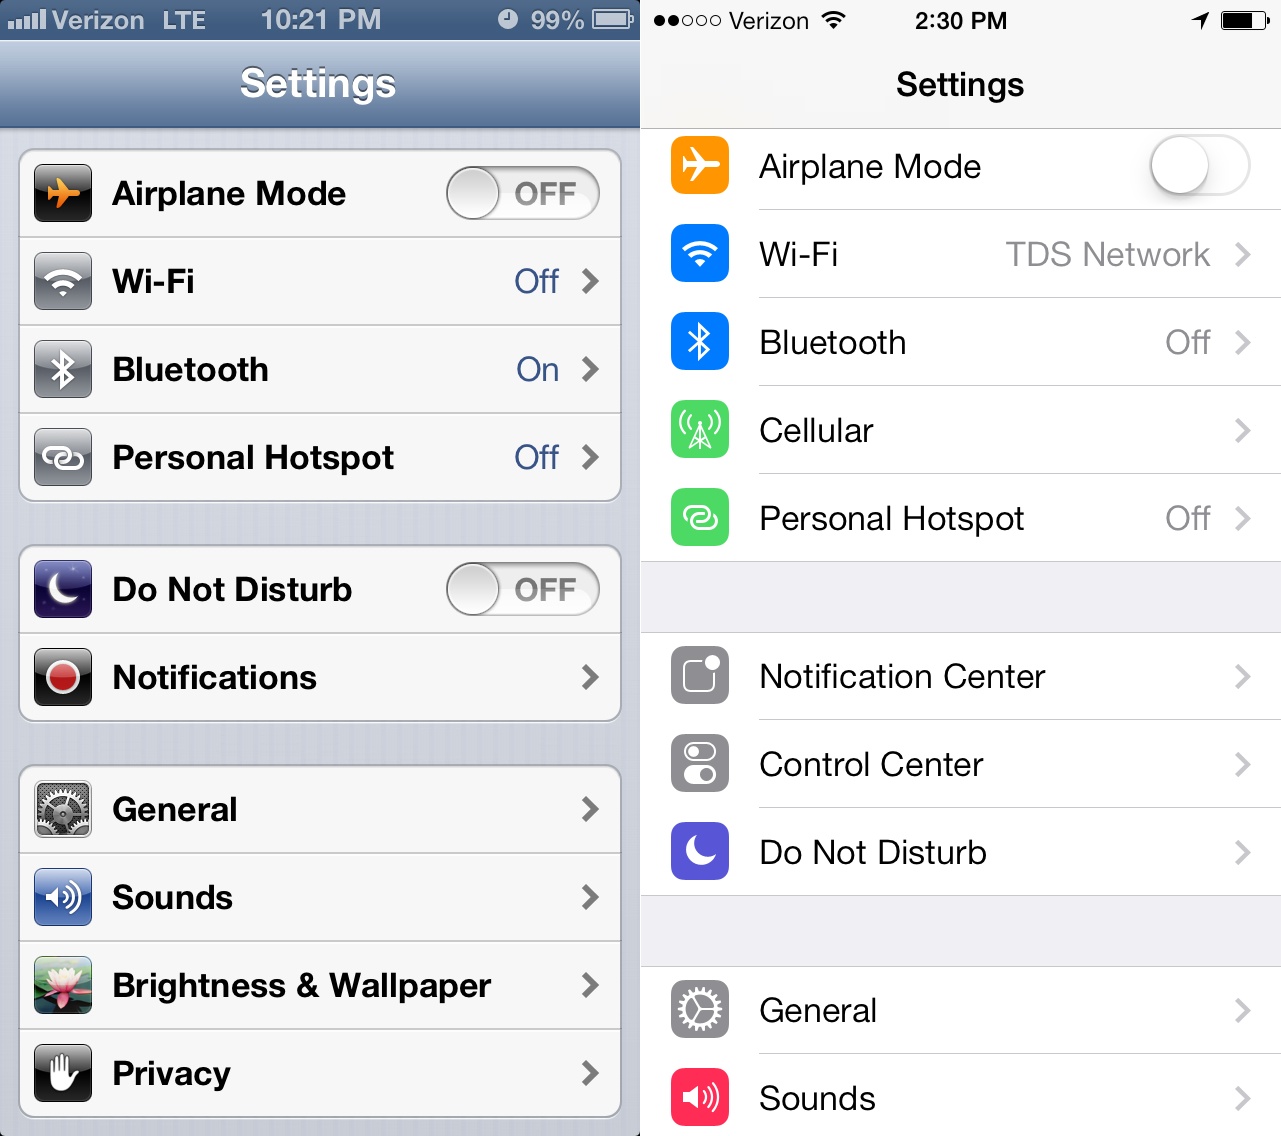 Verizon LTE 10:21 PM 99%
Settings
Airplane Mode OFF
Wi-Fi Off
Bluetooth On
Personal Hotspot Off
Do Not Disturb OFF
Notifications
General
Sounds
Brightness & Wallpaper
Privacy
Verizon 2:30 PM
Settings
Airplane Mode
Wi-Fi TDS Network
Bluetooth Off
Cellular
Personal Hotspot Off
Notification Center
Control Center
Do Not Disturb
General
Sounds